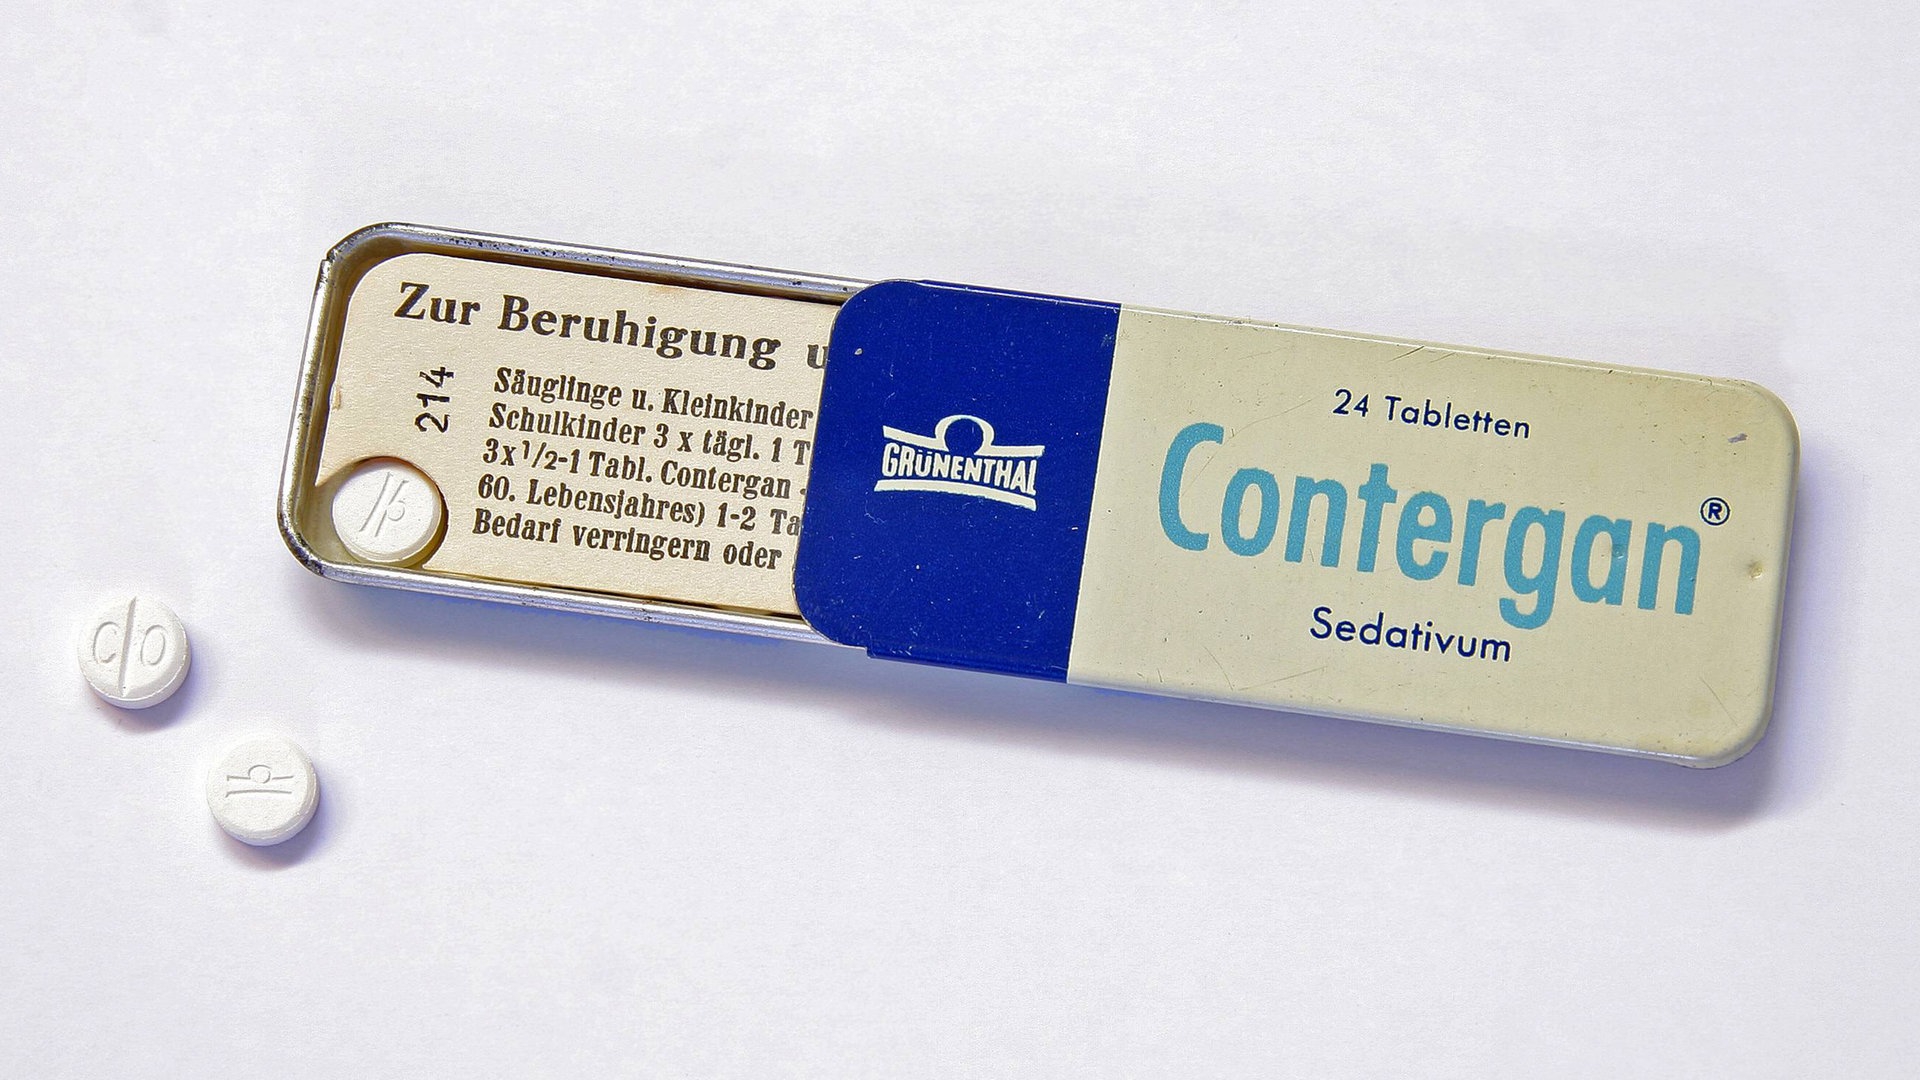 Zur Beruhigung u
214
Säuglinge u. Kleinkinder
Schulkinder 3 x tägl. 1 T
3x1/2-1 Tabl. Contergan
60. Lebensjahres) 1-2 Ta
Bedarf verringern oder
GRÜNENTHAL
24 Tabletten
Contergan®
Sedativum
C O